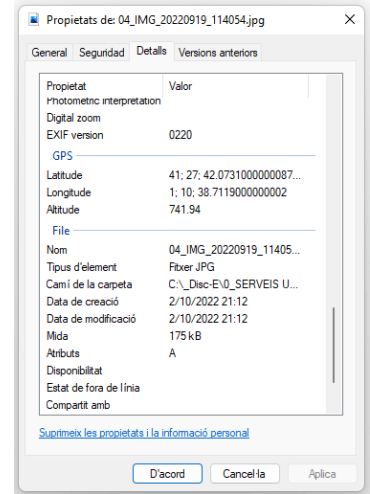 Propietats de: 04_IMG_20220919_114054.jpg
General Seguridad Detalls Versions anteriors
Propietat Valor
Photometric interpretation
Digital zoom
EXIF version 0220
GPS
Latitude 41; 27; 42.0731000000087...
Longitude 1; 10; 38.7119000000002
Altitude 741.94
File
Nom 04_IMG_20220919_11405...
Tipus d'element Fitxer JPG
Camí de la carpeta C:\_Disc-E\0_SERVEIS U...
Data de creació 2/10/2022 21:12
Data de modificació 2/10/2022 21:12
Mida 175 kB
Atributs A
Disponibilitat
Estat de fora de línia
Compartit amb
Suprimeix les propietats i la informació personal
D'acord Cancel·la Aplica